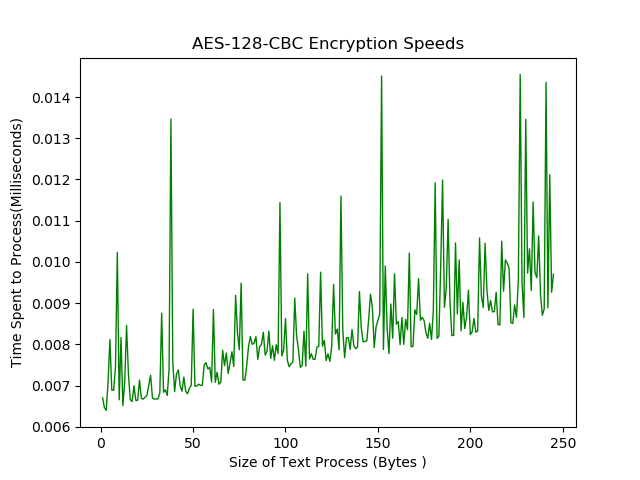 AES-128-CBC Encryption Speeds
Time Spent to Process(Milliseconds)
0.014
0.013
0.012
0.011
0.010
0.009
0.008
0.007
0.006
0 50 100 150 200 250
Size of Text Process (Bytes )